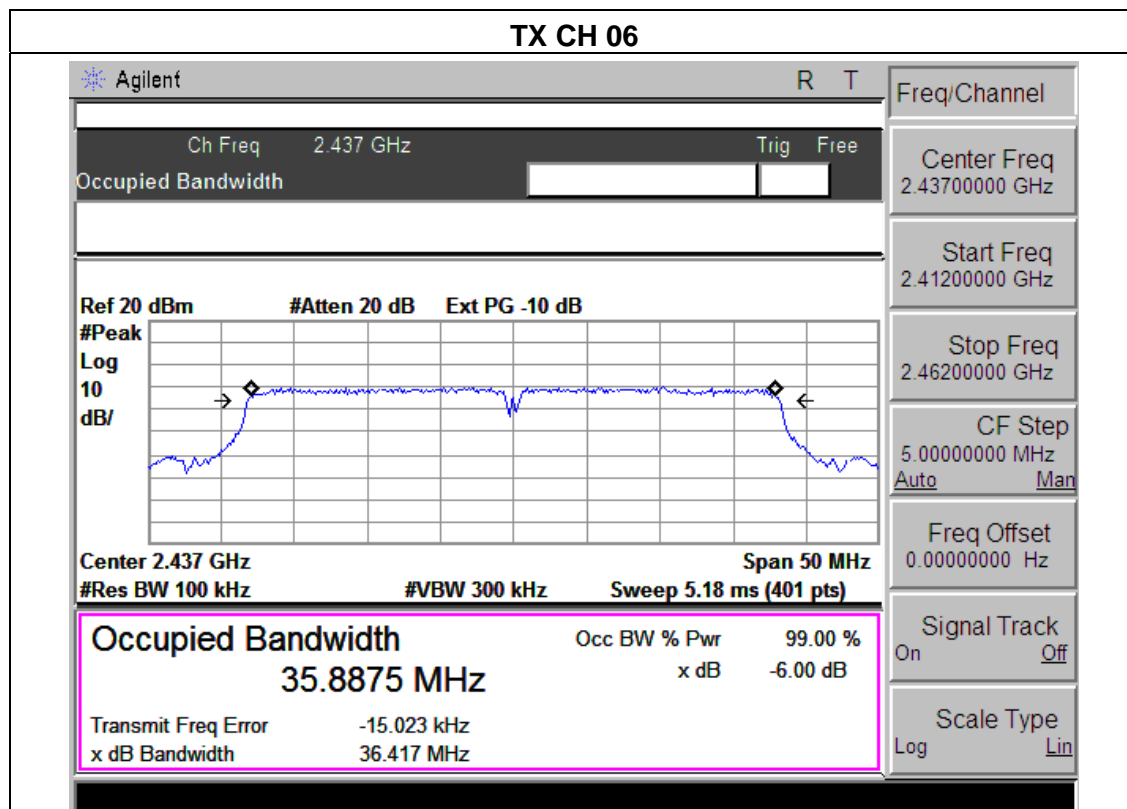 TX CH 06
Agilent R T
Freq/Channel
Ch Freq 2.437 GHz Trig Free
Occupied Bandwidth
Center Freq
2.43700000 GHz
Start Freq
2.41200000 GHz
Ref 20 dBm #Atten 20 dB Ext PG -10 dB
#Peak
Log
10
dB/
Stop Freq
2.46200000 GHz
CF Step
5.00000000 MHz
Auto Man
Freq Offset
0.00000000 Hz
Center 2.437 GHz Span 50 MHz
#Res BW 100 kHz #VBW 300 kHz Sweep 5.18 ms (401 pts)
Occupied Bandwidth Occ BW % Pwr 99.00 %
35.8875 MHz x dB -6.00 dB
Transmit Freq Error -15.023 kHz
x dB Bandwidth 36.417 MHz
Signal Track
On Off
Scale Type
Log Lin